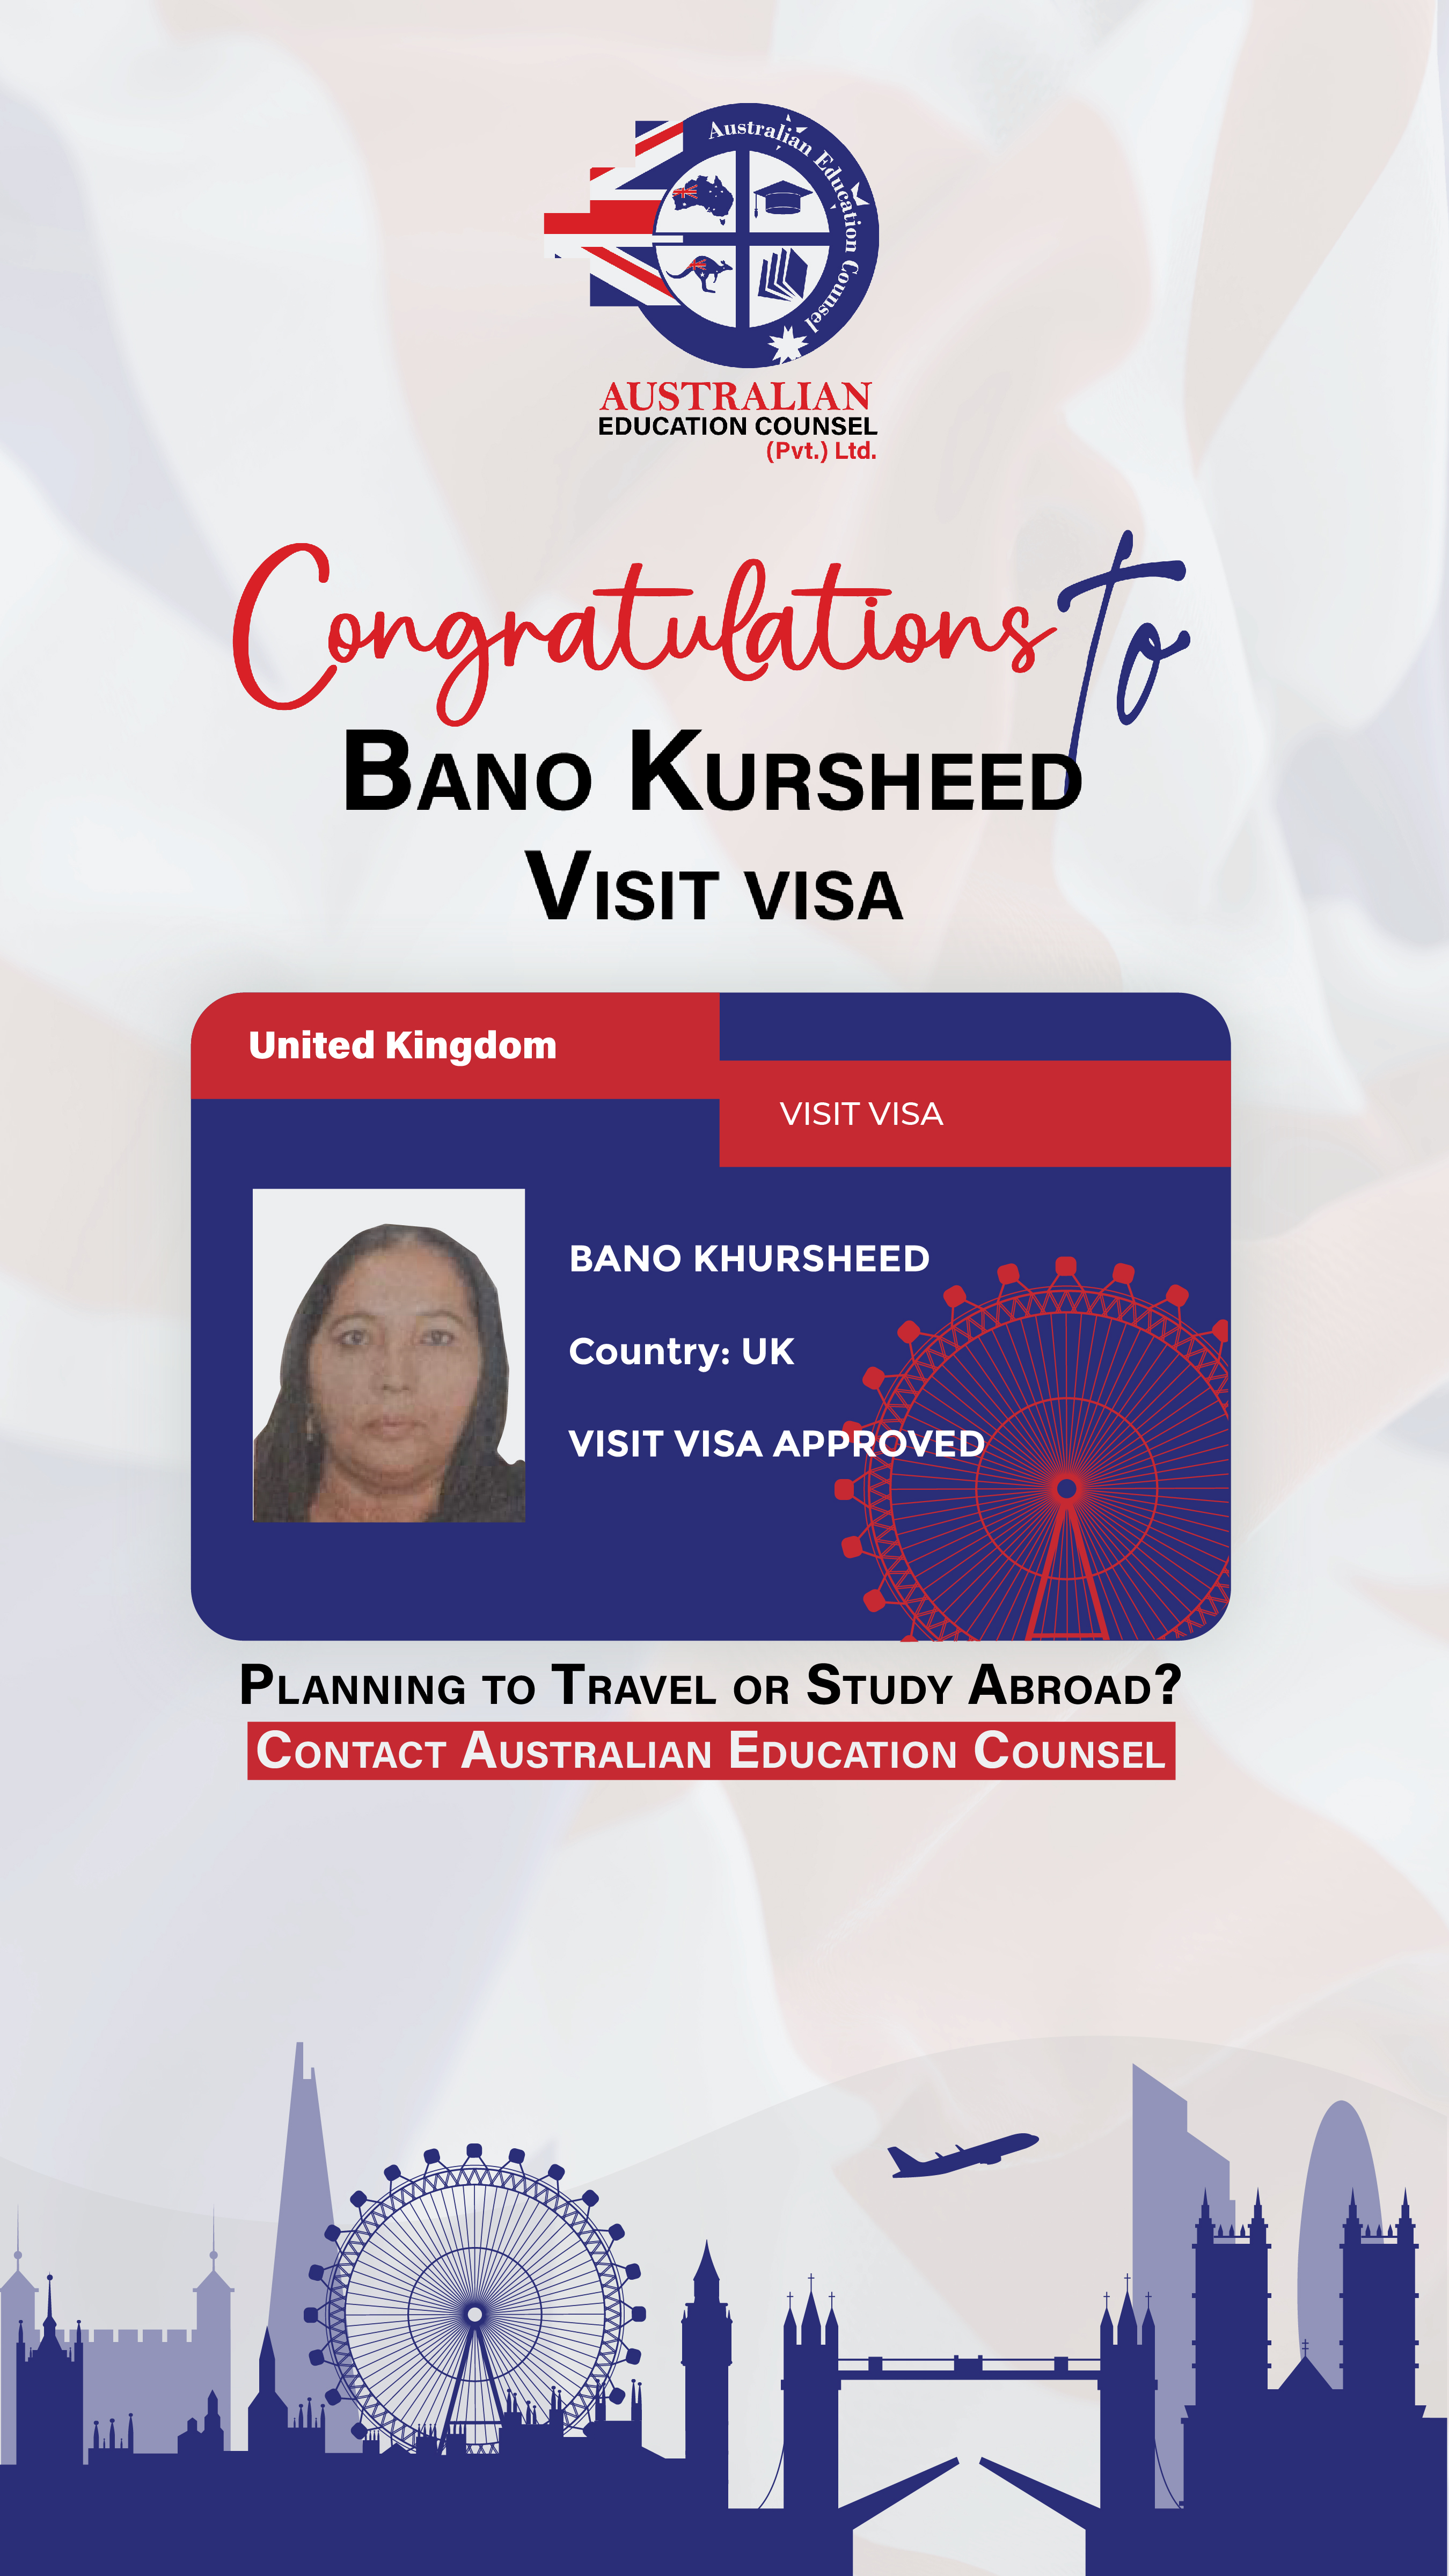 Australian Education Counsel
AUSTRALIAN
EDUCATION COUNSEL
(Pvt.) Ltd.
Congratulations to
BANO KURSHEED
VISIT VISA
United Kingdom
VISIT VISA
BANO KHURSHEED
Country: UK
VISIT VISA APPROVED
PLANNING TO TRAVEL OR STUDY ABROAD?
CONTACT AUSTRALIAN EDUCATION COUNSEL